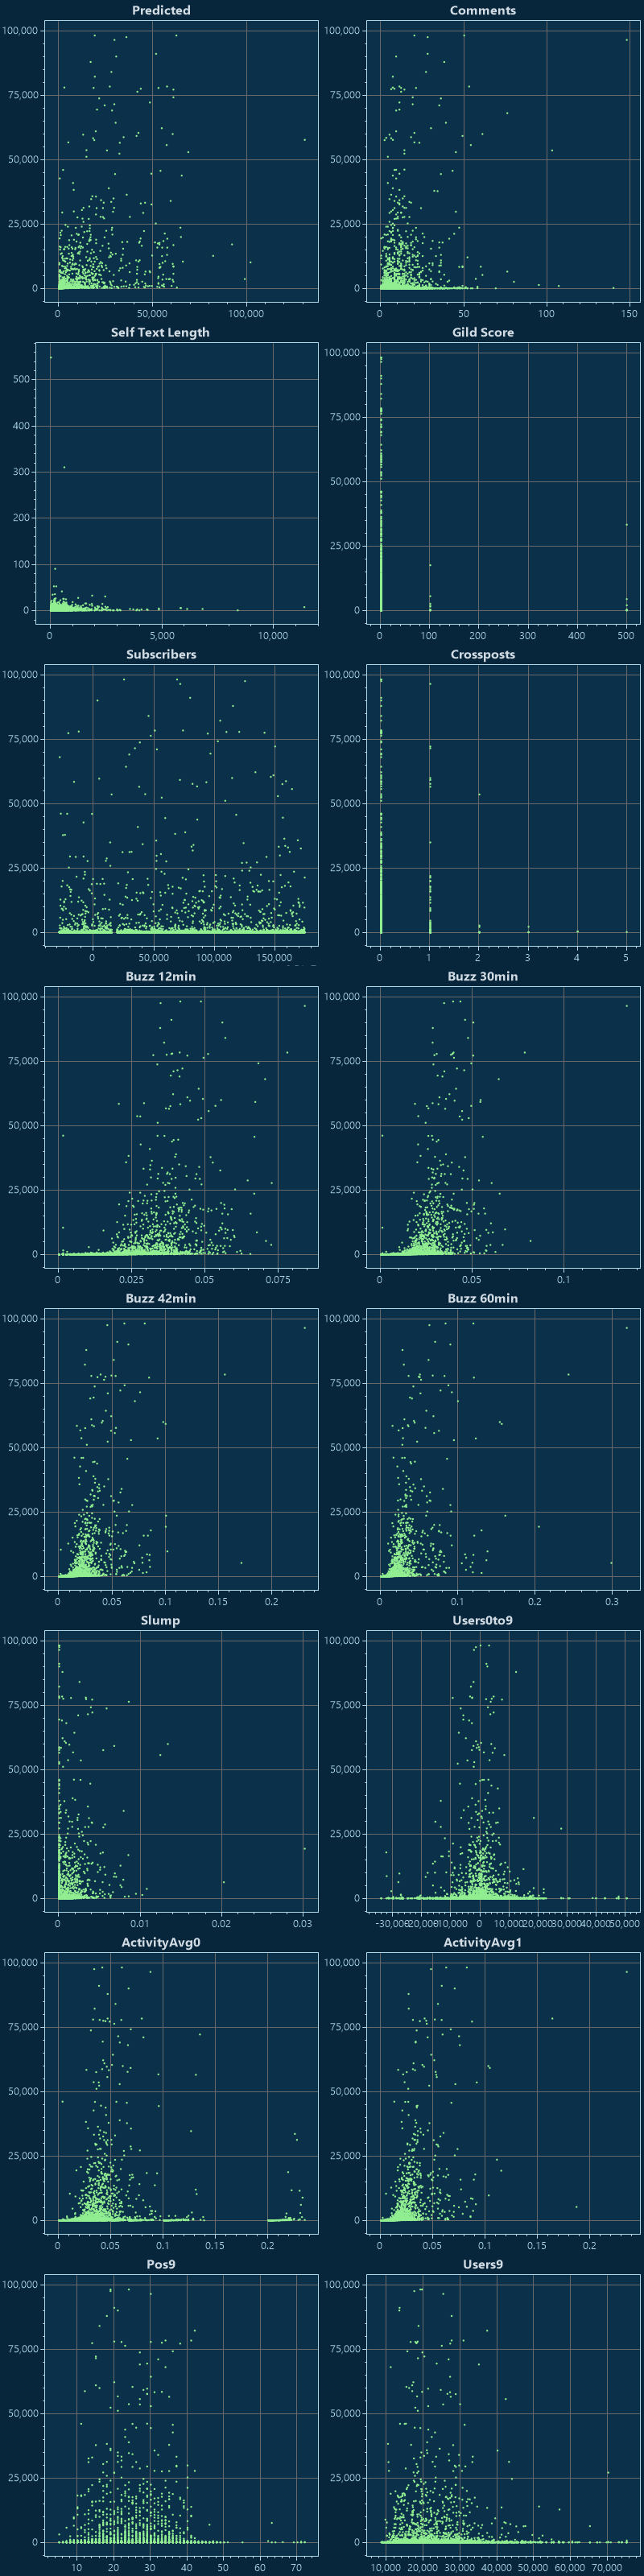 Predicted
100,000
75,000
50,000
25,000
0
0 50,000 100,000
Comments
100,000
75,000
50,000
25,000
0
0 50 100 150
Self Text Length
500
400
300
200
100
0
0 5,000 10,000
Gild Score
100,000
75,000
50,000
25,000
0
0 100 200 300 400 500
Subscribers
100,000
75,000
50,000
25,000
0
0 50,000 100,000 150,000
Crossposts
100,000
75,000
50,000
25,000
0
0 1 2 3 4 5
Buzz 12min
100,000
75,000
50,000
25,000
0
0 0.025 0.05 0.075
Buzz 30min
100,000
75,000
50,000
25,000
0
0 0.05 0.1
Buzz 42min
100,000
75,000
50,000
25,000
0
0 0.05 0.1 0.15 0.2
Buzz 60min
100,000
75,000
50,000
25,000
0
0 0.1 0.2 0.3
Slump
100,000
75,000
50,000
25,000
0
0 0.01 0.02 0.03
Users0to9
100,000
75,000
50,000
25,000
0
-30,000 -20,000 -10,000 0 10,000 20,000 30,000 40,000 50,000
ActivityAvg0
100,000
75,000
50,000
25,000
0
0 0.05 0.1 0.15 0.2
ActivityAvg1
100,000
75,000
50,000
25,000
0
0 0.05 0.1 0.15 0.2
Pos9
100,000
75,000
50,000
25,000
0
10 20 30 40 50 60 70
Users9
100,000
75,000
50,000
25,000
0
10,000 20,000 30,000 40,000 50,000 60,000 70,000